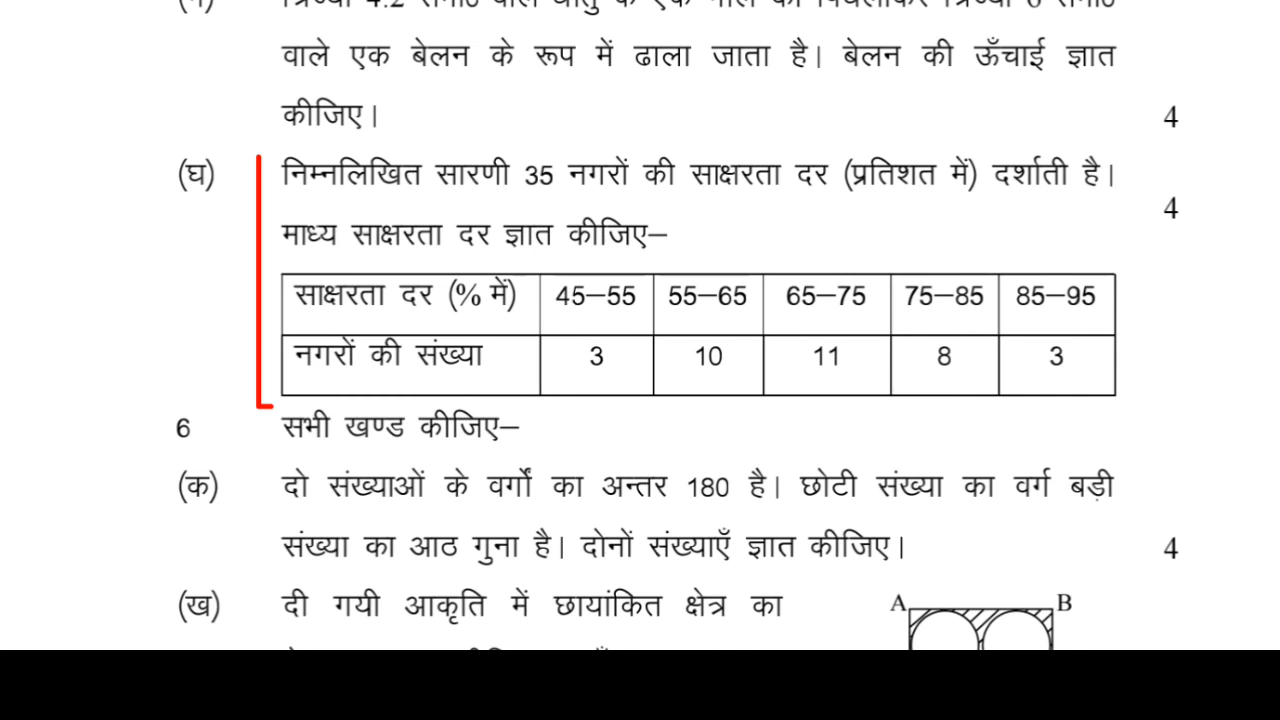 वाले एक बेलन के रूप में ढाला जाता है। बेलन की ऊँचाई ज्ञात
कीजिए। 4
(घ) निम्नलिखित सारणी 35 नगरों की साक्षरता दर (प्रतिशत में) दर्शाती है। 4
माध्य साक्षरता दर ज्ञात कीजिए–
साक्षरता दर (% में) 45–55 55–65 65–75 75–85 85–95
नगरों की संख्या 3 10 11 8 3
6 सभी खण्ड कीजिए–
(क) दो संख्याओं के वर्गों का अन्तर 180 है। छोटी संख्या का वर्ग बड़ी
संख्या का आठ गुना है। दोनों संख्याएँ ज्ञात कीजिए। 4
(ख) दी गयी आकृति में छायांकित क्षेत्र का
A B